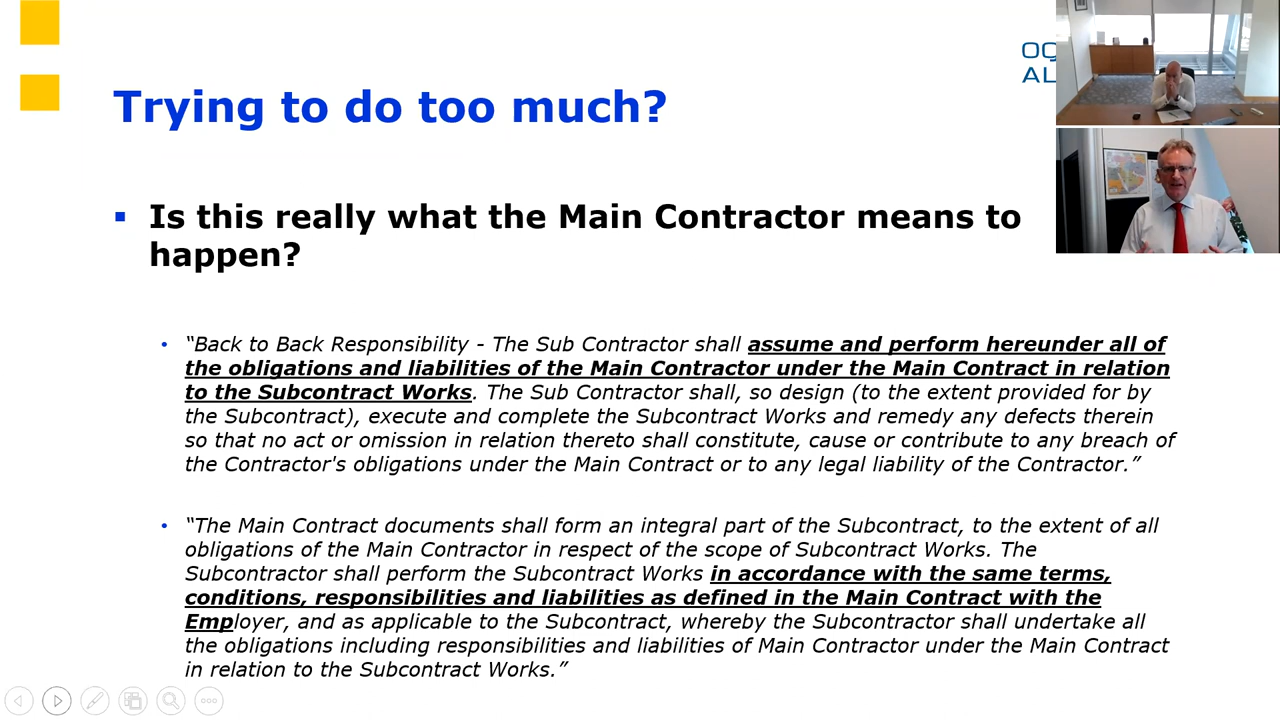 Trying to do too much?
Is this really what the Main Contractor means to
happen?
“Back to Back Responsibility - The Sub Contractor shall assume and perform hereunder all of
the obligations and liabilities of the Main Contractor under the Main Contract in relation
to the Subcontract Works. The Sub Contractor shall, so design (to the extent provided for by
the Subcontract), execute and complete the Subcontract Works and remedy any defects therein
so that no act or omission in relation thereto shall constitute, cause or contribute to any breach of
the Contractor's obligations under the Main Contract or to any legal liability of the Contractor.”
“The Main Contract documents shall form an integral part of the Subcontract, to the extent of all
obligations of the Main Contractor in respect of the scope of Subcontract Works. The
Subcontractor shall perform the Subcontract Works in accordance with the same terms,
conditions, responsibilities and liabilities as defined in the Main Contract with the
Employer, and as applicable to the Subcontract, whereby the Subcontractor shall undertake all
the obligations including responsibilities and liabilities of Main Contractor under the Main Contract
in relation to the Subcontract Works.”